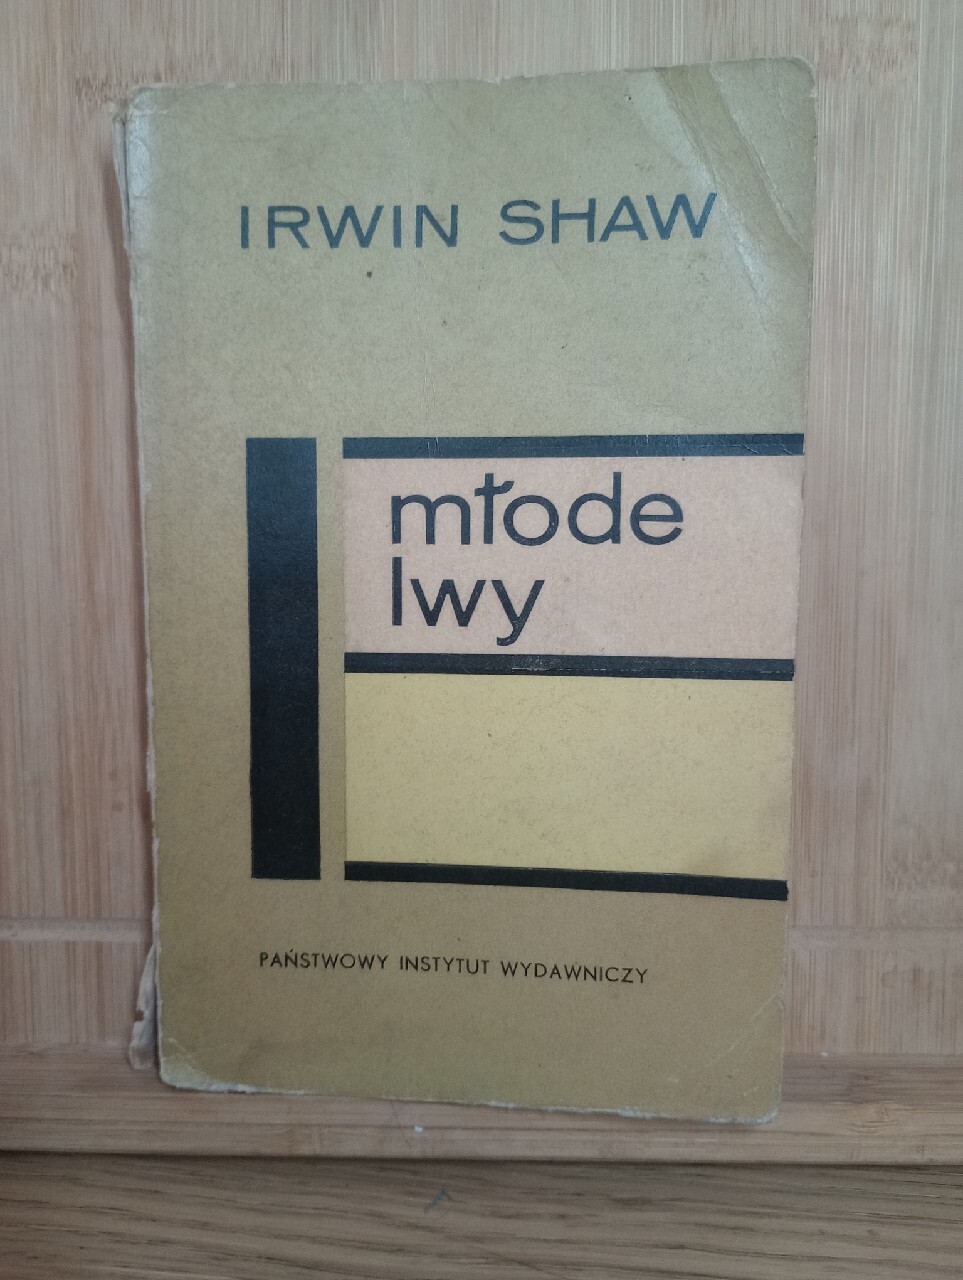 IRWIN SHAW
młode
lwy
PAŃSTWOWY INSTYTUT WYDAWNICZY